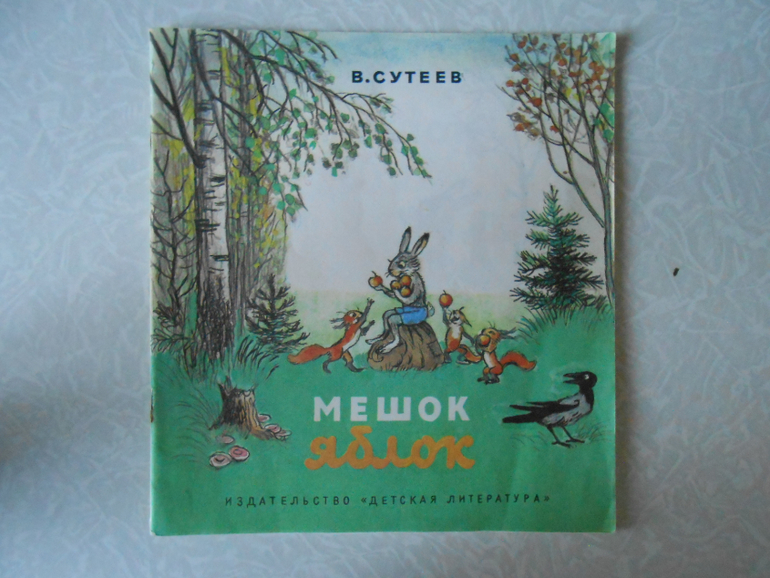 В.СУТЕЕВ
МЕШОК
яблок
ИЗДАТЕЛЬСТВО «ДЕТСКАЯ ЛИТЕРАТУРА»